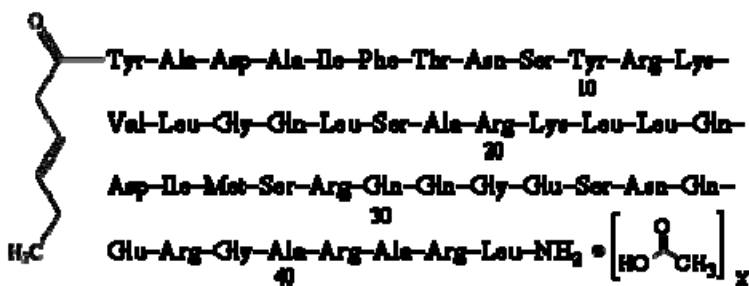 O
Tyr–Ala–Asp–Ala–Ile–Phe–Thr–Asn–Ser–Tyr–Arg–Lys–
10
Val–Leu–Gly–Gln–Leu–Ser–Ala–Arg–Lys–Leu–Leu–Gln–
20
Asp–Ile–Met–Ser–Arg–Gln–Gln–Gly–Glu–Ser–Asn–Gln–
30
H₃C Glu–Arg–Gly–Ala–Arg–Ala–Arg–Leu–NH₂ • [HO O CH₃]x
40